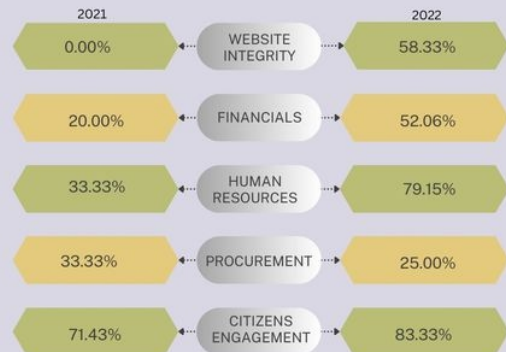 2021 2022
0.00% WEBSITE INTEGRITY 58.33%
20.00% FINANCIALS 52.06%
33.33% HUMAN RESOURCES 79.15%
33.33% PROCUREMENT 25.00%
71.43% CITIZENS ENGAGEMENT 83.33%